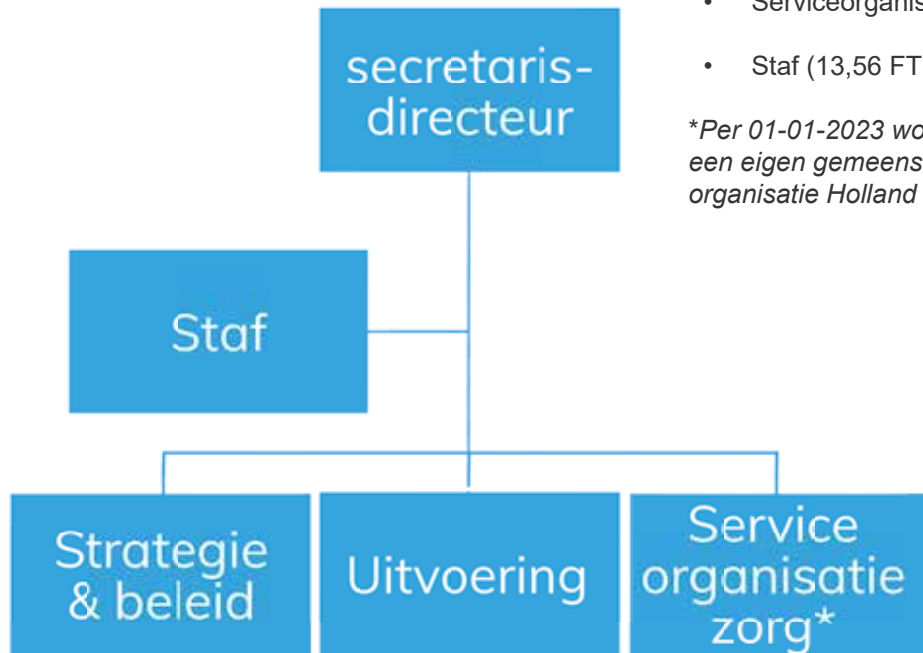 • Serviceorganis
• Staf (13,56 FT
*Per 01-01-2023 wo
een eigen gemeens
organisatie Holland
secretaris-
directeur
Staf
Strategie
& beleid
Uitvoering
Service
organisatie
zorg*